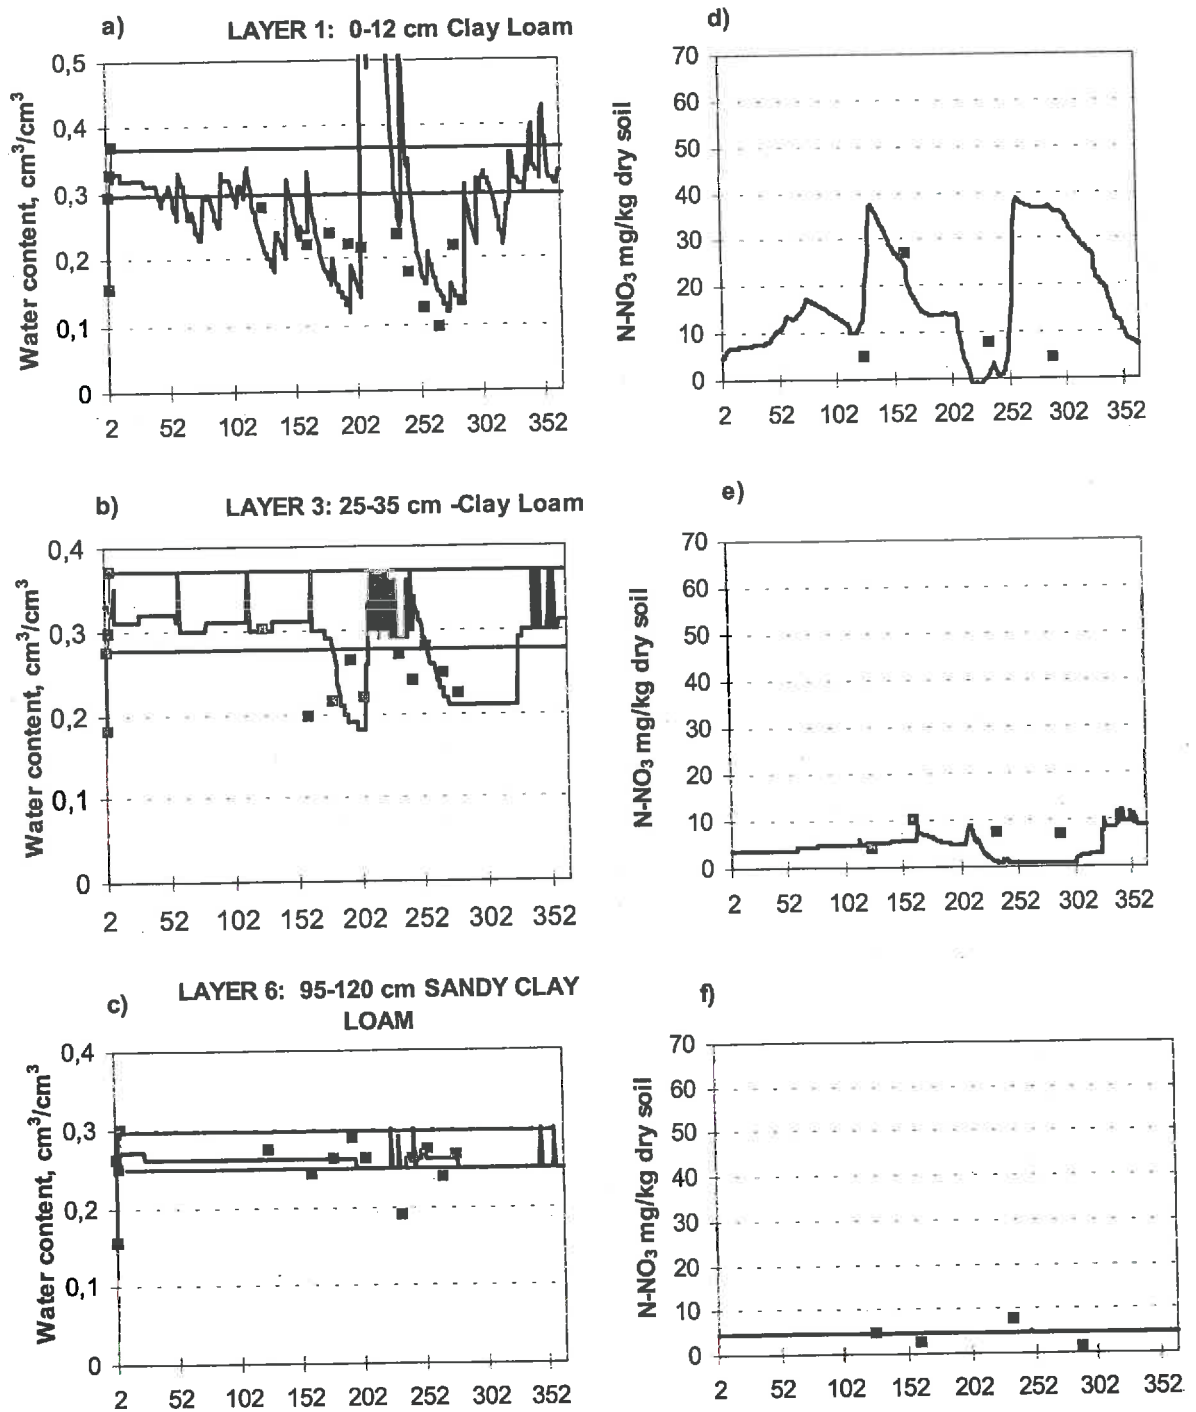 a)
LAYER 1: 0-12 cm Clay Loam
Water content, cm³/cm³
0,5
0,4
0,3
0,2
0,1
0
2 52 102 152 202 252 302 352
d)
N-NO₃ mg/kg dry soil
70
60
50
40
30
20
10
0
2 52 102 152 202 252 302 352
b)
LAYER 3: 25-35 cm -Clay Loam
Water content, cm³/cm³
0,4
0,3
0,2
0,1
0
2 52 102 152 202 252 302 352
e)
N-NO₃ mg/kg dry soil
70
60
50
40
30
20
10
0
2 52 102 152 202 252 302 352
c)
LAYER 6: 95-120 cm SANDY CLAY
LOAM
Water content, cm³/cm³
0,4
0,3
0,2
0,1
0
2 52 102 152 202 252 302 352
f)
N-NO₃ mg/kg dry soil
70
60
50
40
30
20
10
0
2 52 102 152 202 252 302 352